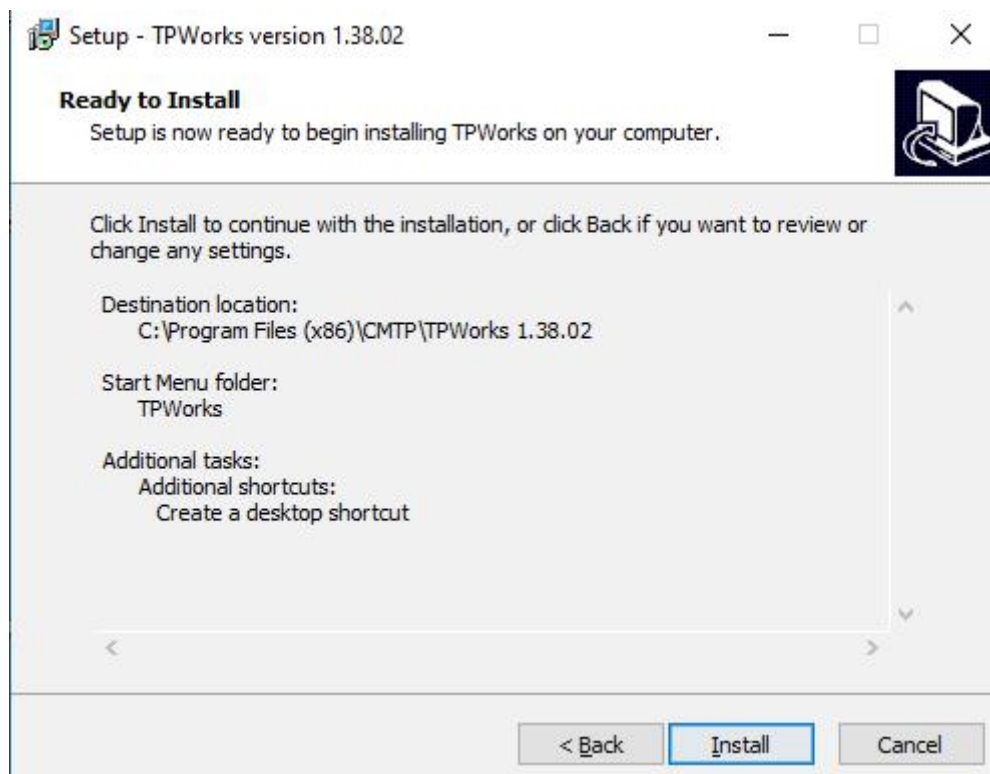 Setup - TPWorks version 1.38.02
Ready to Install
Setup is now ready to begin installing TPWorks on your computer.
Click Install to continue with the installation, or click Back if you want to review or
change any settings.
Destination location:
C:\Program Files (x86)\CMTP\TPWorks 1.38.02
Start Menu folder:
TPWorks
Additional tasks:
Additional shortcuts:
Create a desktop shortcut
< Back Install Cancel